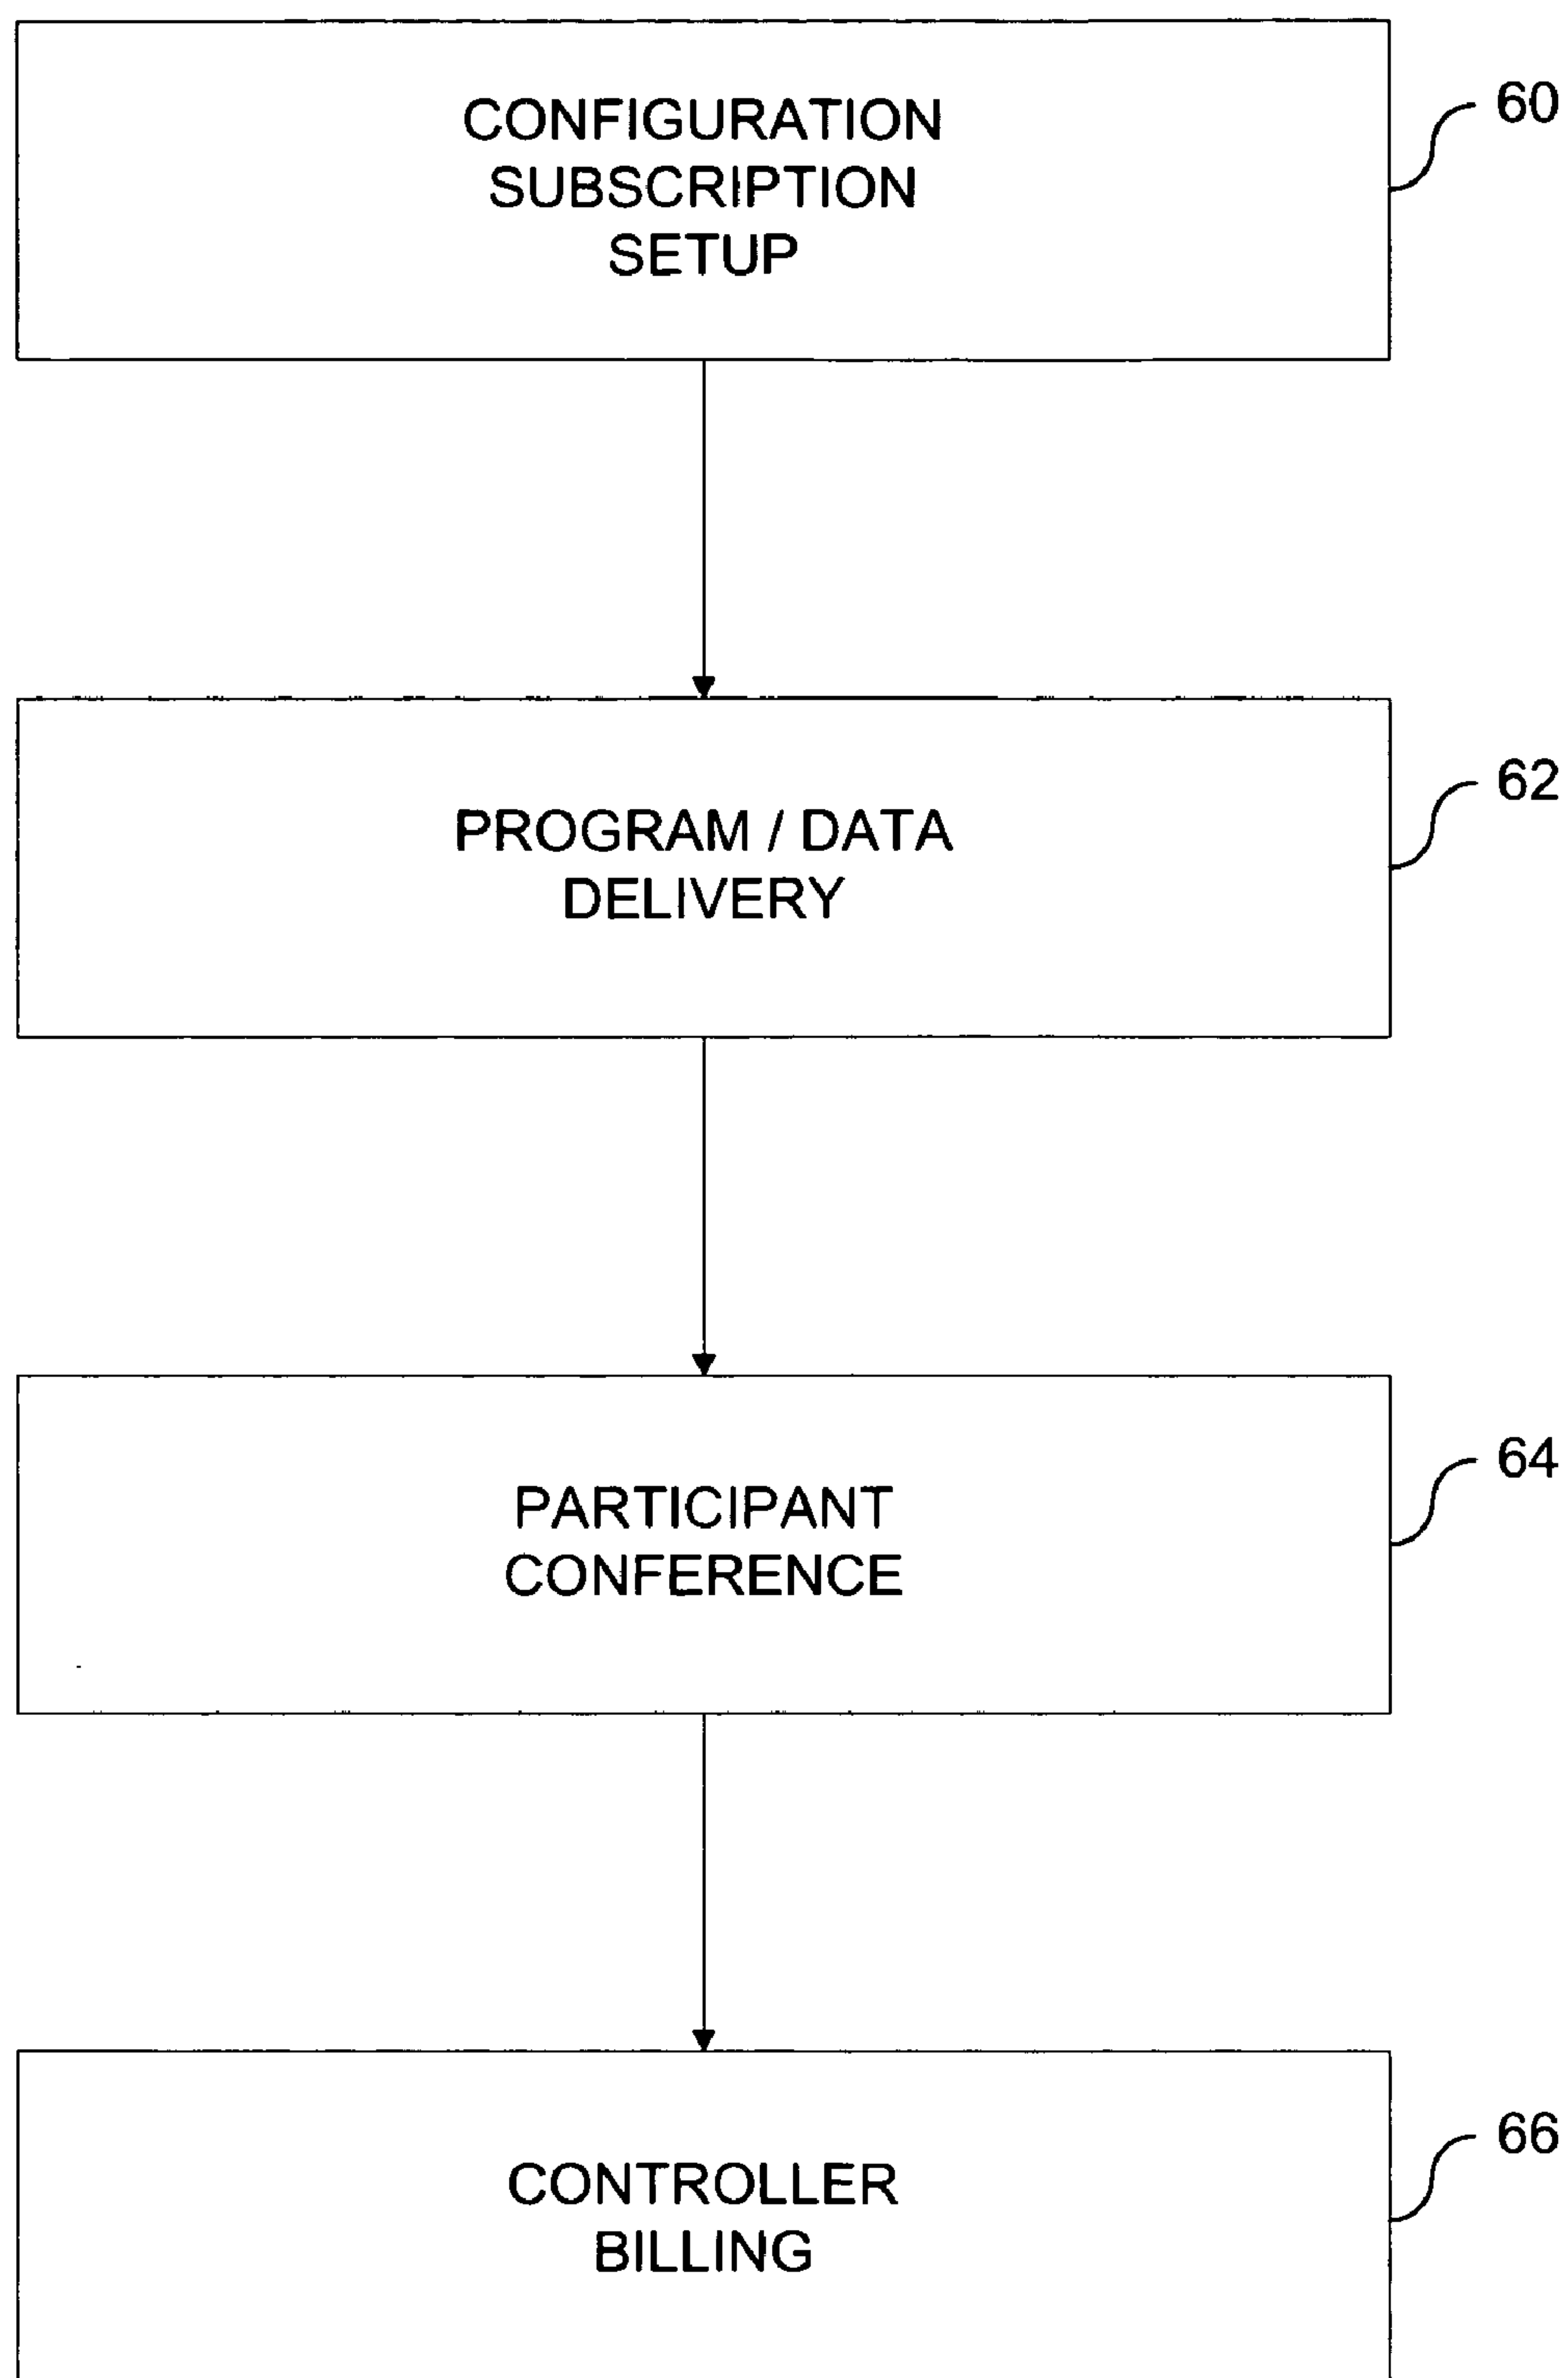 CONFIGURATION
SUBSCRIPTION
SETUP
60
PROGRAM / DATA
DELIVERY
62
PARTICIPANT
CONFERENCE
64
CONTROLLER
BILLING
66